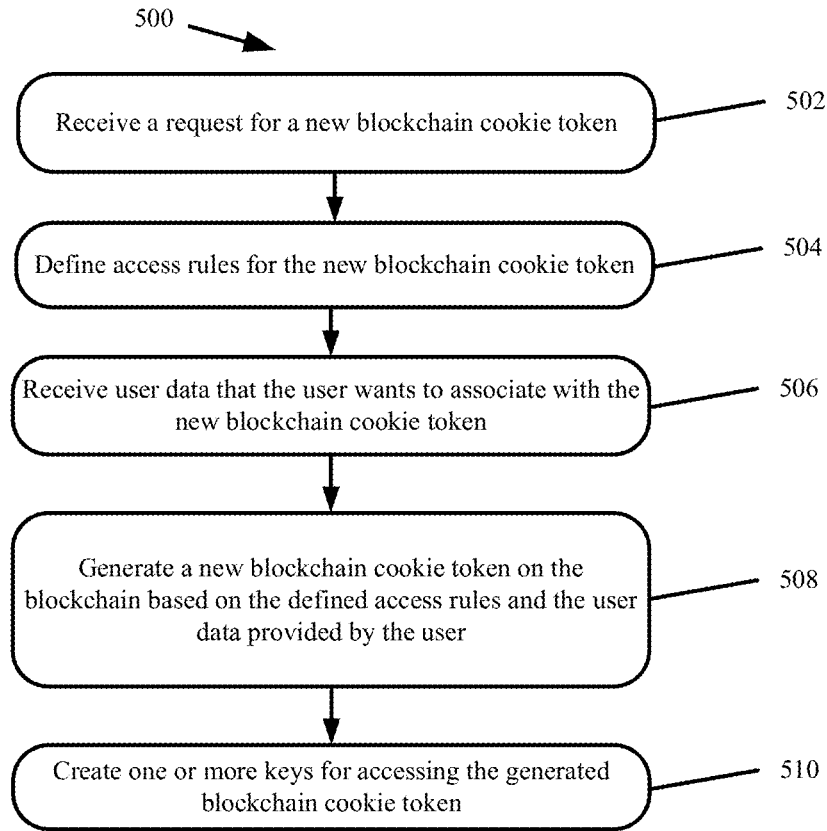 500
Receive a request for a new blockchain cookie token
502
Define access rules for the new blockchain cookie token
504
Receive user data that the user wants to associate with the
new blockchain cookie token
506
Generate a new blockchain cookie token on the
blockchain based on the defined access rules and the user
data provided by the user
508
Create one or more keys for accessing the generated
blockchain cookie token
510